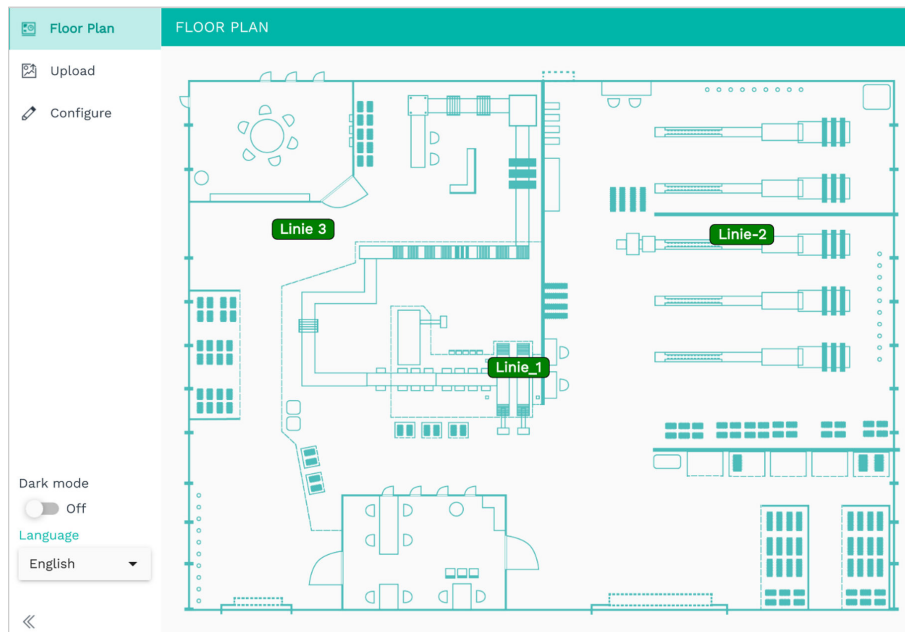 Floor Plan
FLOOR PLAN
Upload
Configure
Linie 3
Linie-2
Linie_1
Dark mode
Off
Language
English